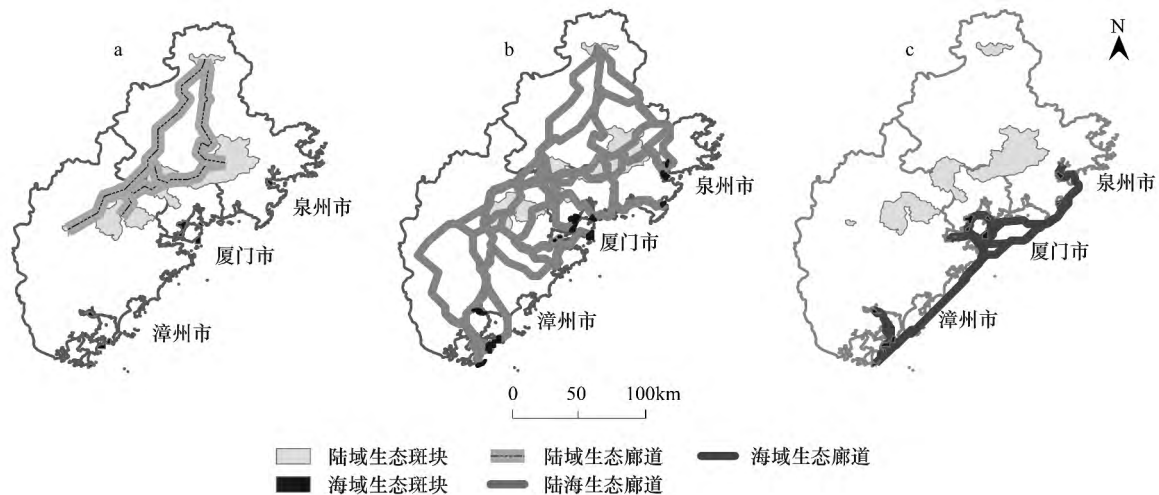 a
b
c
N
泉州市
厦门市
漳州市
泉州市
厦门市
漳州市
泉州市
厦门市
漳州市
0 50 100km
陆域生态斑块 陆域生态廊道 海域生态廊道
海域生态斑块 陆海生态廊道